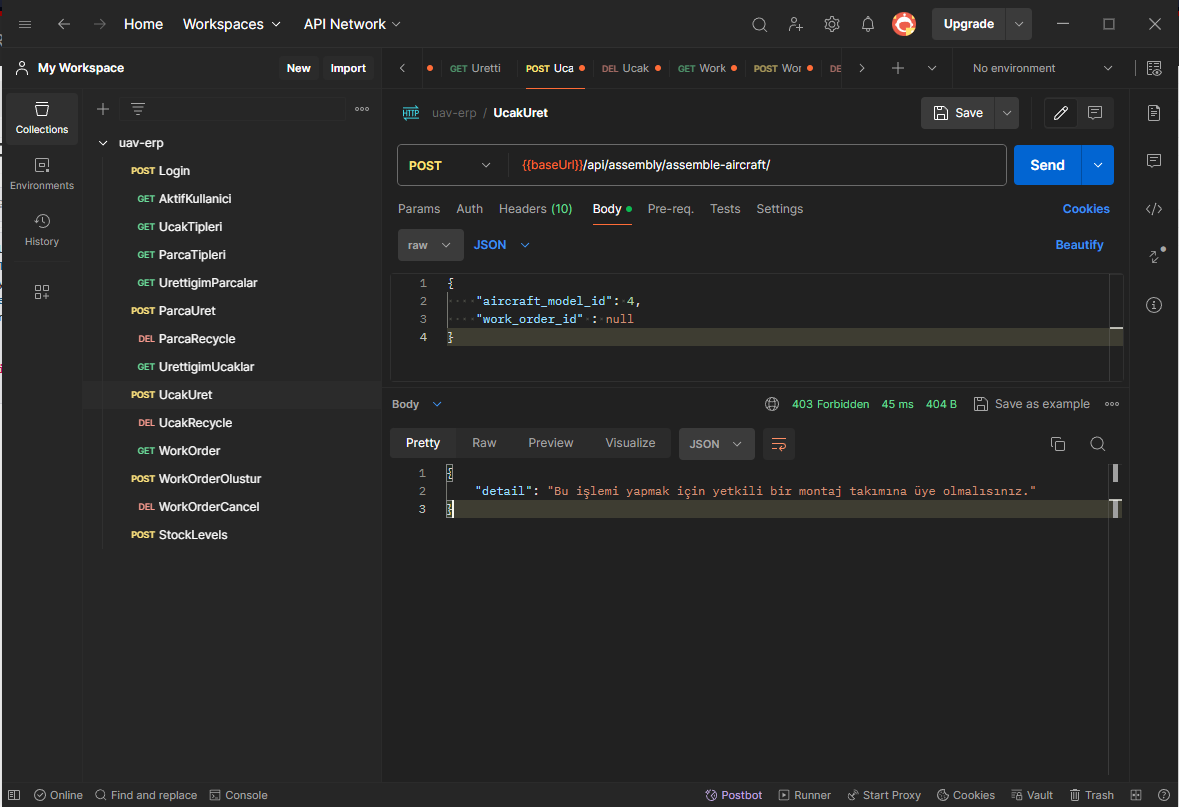 Home Workspaces API Network Upgrade
My Workspace New Import
GET Uretti POST Uca DEL Ucak GET Work POST Wor DE No environment
Collections
Environments
History
uav-erp
POST Login
GET AktifKullanici
GET UcakTipleri
GET ParcaTipleri
GET UrettigimParcalar
POST ParcaUret
DEL ParcaRecycle
GET UrettigimUcaklar
POST UcakUret
DEL UcakRecycle
GET WorkOrder
POST WorkOrderOlustur
DEL WorkOrderCancel
POST StockLevels
HTTP uav-erp / UcakUret Save
POST {{baseUrl}}/api/assembly/assemble-aircraft/ Send
Params Auth Headers (10) Body Pre-req. Tests Settings Cookies
raw JSON Beautify
1 {
2 "aircraft_model_id": 4,
3 "work_order_id" : null
4 }
Body 403 Forbidden 45 ms 404 B Save as example
Pretty Raw Preview Visualize JSON
1 {
2 "detail": "Bu işlemi yapmak için yetkili bir montaj takımına üye olmalısınız."
3 }
Online Find and replace Console Postbot Runner Start Proxy Cookies Vault Trash